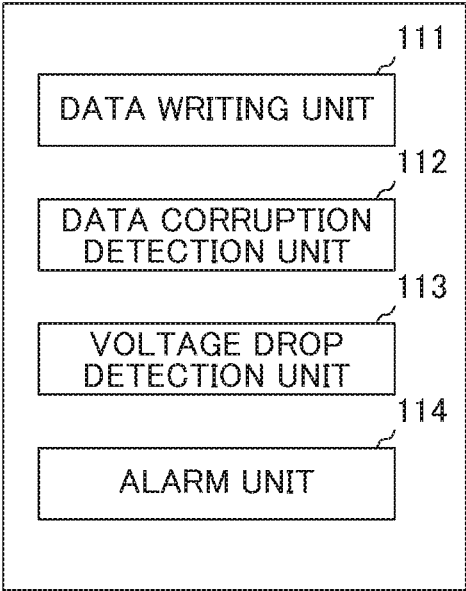 111
DATA WRITING UNIT
112
DATA CORRUPTION
DETECTION UNIT
113
VOLTAGE DROP
DETECTION UNIT
114
ALARM UNIT